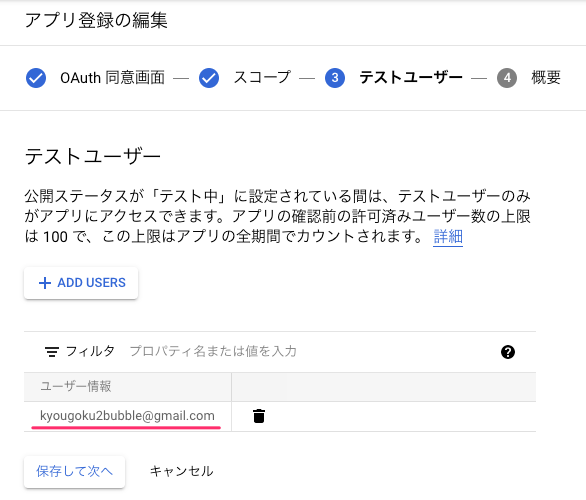 アプリ登録の編集
OAuth 同意画面 — スコープ — 3 テストユーザー — 4 概要
テストユーザー
公開ステータスが「テスト中」に設定されている間は、テストユーザーのみ
がアプリにアクセスできます。アプリの確認前の許可済みユーザー数の上限
は 100 で、この上限はアプリの全期間でカウントされます。 詳細
+ ADD USERS
フィルタ プロパティ名または値を入力 ?
ユーザー情報
kyougoku2bubble@gmail.com
保存して次へ キャンセル